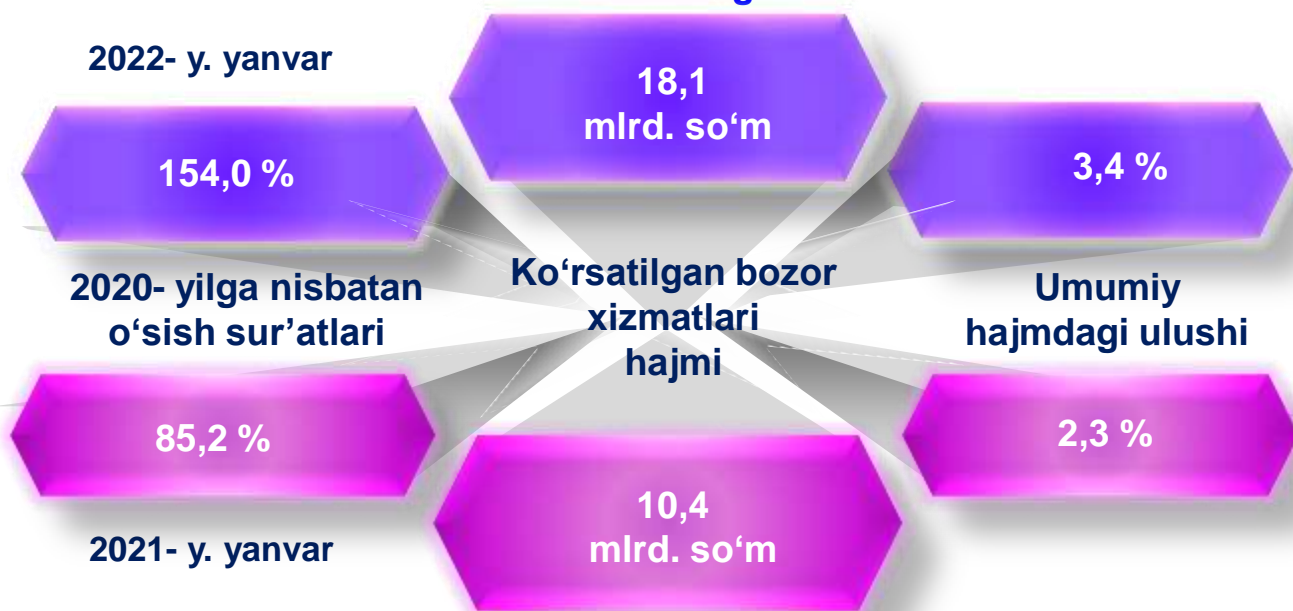 2022- y. yanvar
18,1
mlrd. so‘m
154,0 %
3,4 %
2020- yilga nisbatan
o‘sish sur’atlari
Ko‘rsatilgan bozor
xizmatlari
hajmi
Umumiy
hajmdagi ulushi
85,2 %
2,3 %
10,4
mlrd. so‘m
2021- y. yanvar